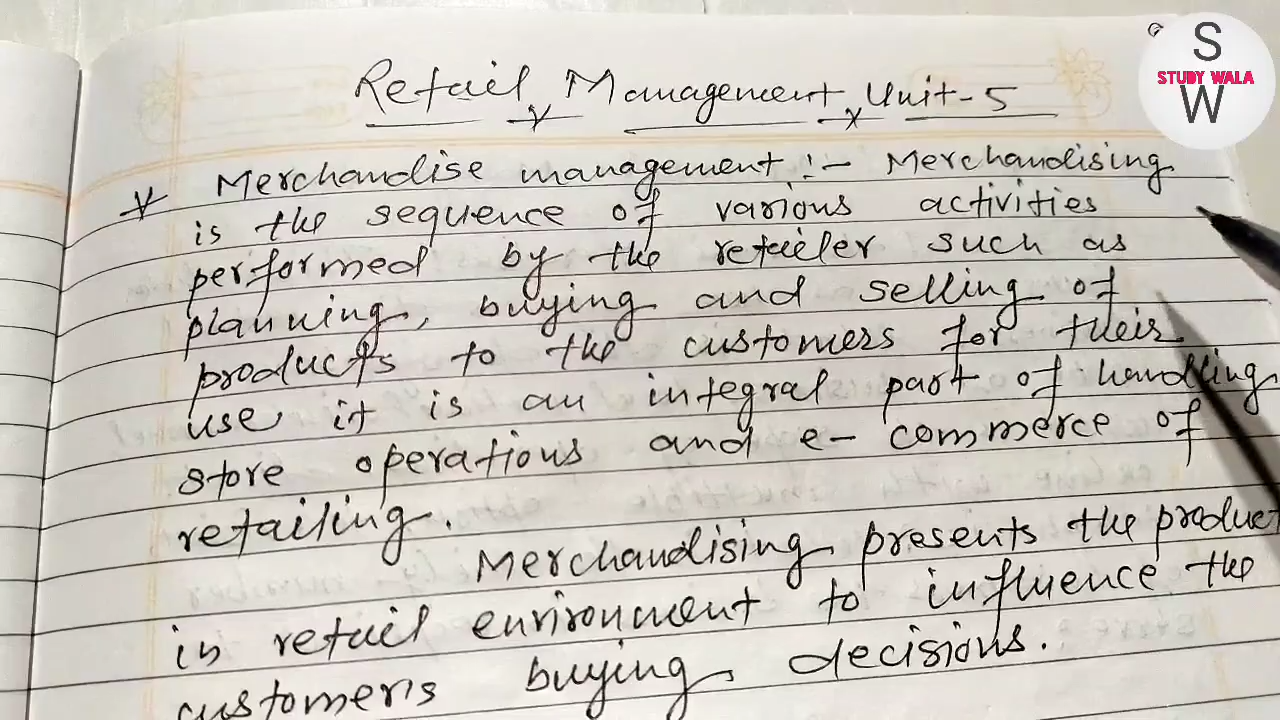 S
STUDY WALA
W
Retail Management Unit-5
Merchandise management :- Merchandising
is the sequence of various activities
performed by the retailer such as
planning, buying and selling of
products to the customers for their
use it is an integral part of handling
store operations and e-commerce of
retailing.
Merchandising presents the product
in retail environment to influence the
customers buying decisions.